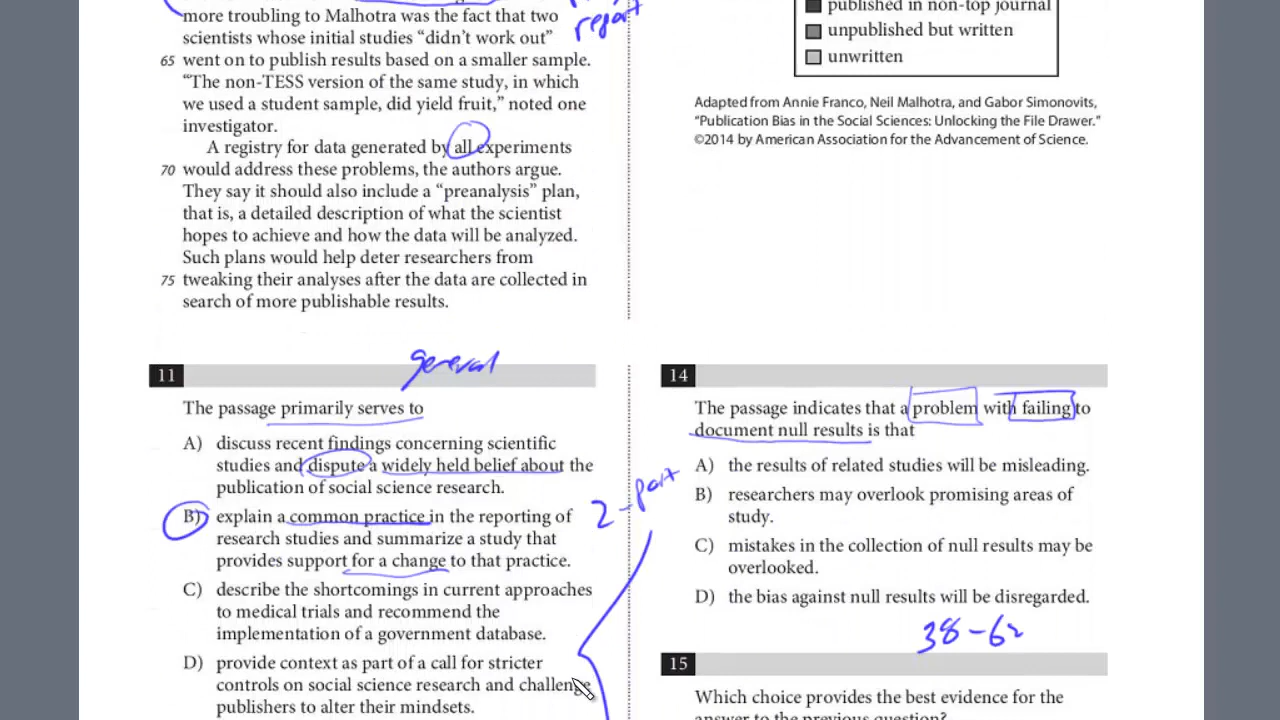 more troubling to Malhotra was the fact that two
scientists whose initial studies “didn’t work out”
65 went on to publish results based on a smaller sample.
“The non-TESS version of the same study, in which
we used a student sample, did yield fruit,” noted one
investigator.
A registry for data generated by all experiments
70 would address these problems, the authors argue.
They say it should also include a “preanalysis” plan,
that is, a detailed description of what the scientist
hopes to achieve and how the data will be analyzed.
Such plans would help deter researchers from
75 tweaking their analyses after the data are collected in
search of more publishable results.
report
published in non-top journal
unpublished but written
unwritten
Adapted from Annie Franco, Neil Malhotra, and Gabor Simonovits,
“Publication Bias in the Social Sciences: Unlocking the File Drawer.”
©2014 by American Association for the Advancement of Science.
general
11
The passage primarily serves to
A) discuss recent findings concerning scientific
studies and dispute a widely held belief about the
publication of social science research.
B) explain a common practice in the reporting of
research studies and summarize a study that
provides support for a change to that practice.
C) describe the shortcomings in current approaches
to medical trials and recommend the
implementation of a government database.
D) provide context as part of a call for stricter
controls on social science research and challenge
publishers to alter their mindsets.
2-part
14
The passage indicates that a problem with failing to
document null results is that
A) the results of related studies will be misleading.
B) researchers may overlook promising areas of
study.
C) mistakes in the collection of null results may be
overlooked.
D) the bias against null results will be disregarded.
38-62
15
Which choice provides the best evidence for the
answer to the previous question?